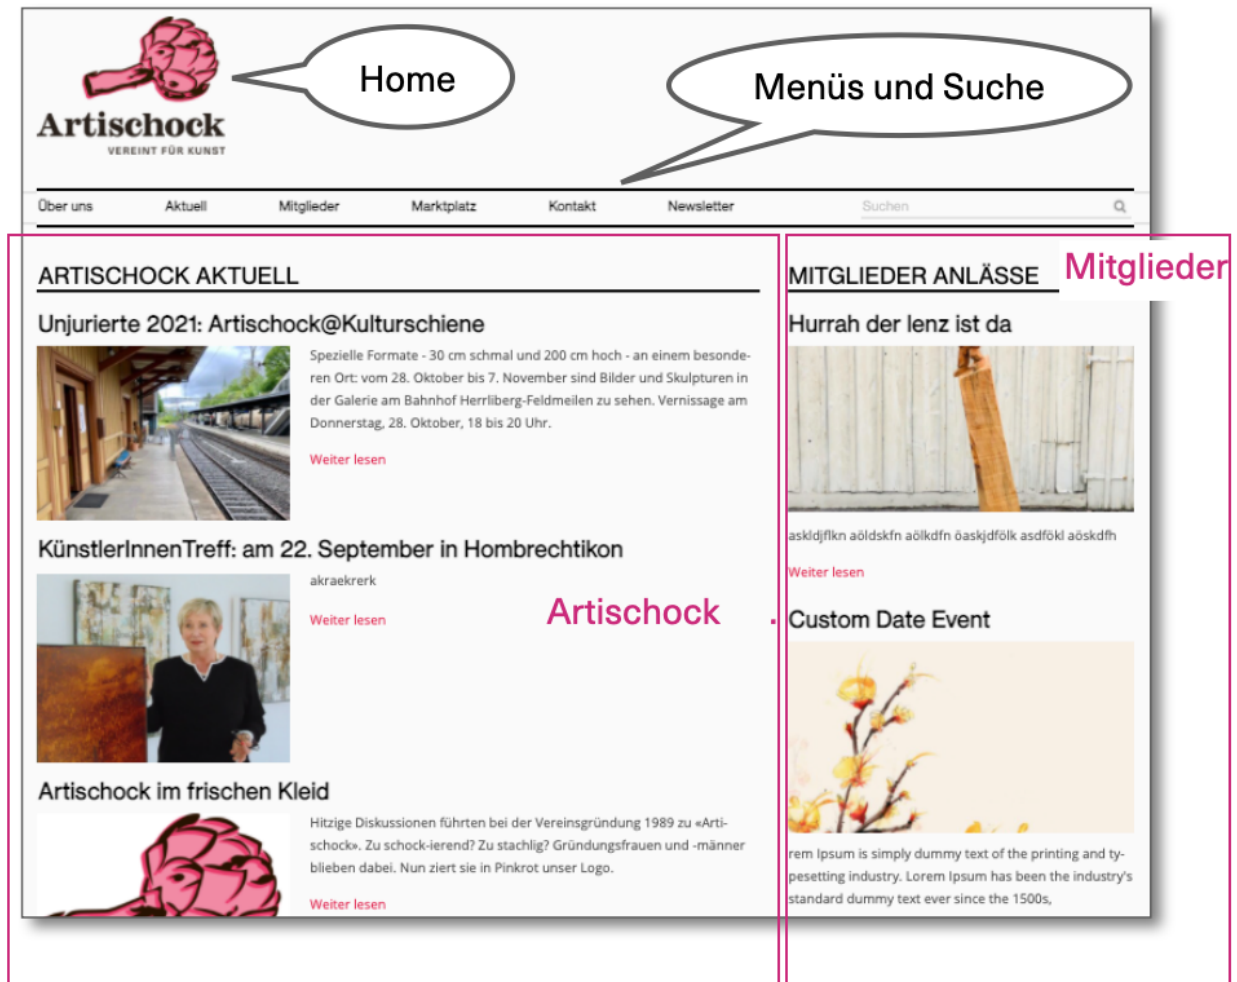 Home
Menüs und Suche
Artischock
VEREINT FÜR KUNST
Über uns Aktuell Mitglieder Marktplatz Kontakt Newsletter Suchen
ARTISCHOCK AKTUELL
Unjurierte 2021: Artischock@Kulturschiene
Spezielle Formate - 30 cm schmal und 200 cm hoch - an einem besonde-
ren Ort: vom 28. Oktober bis 7. November sind Bilder und Skulpturen in
der Galerie am Bahnhof Herrliberg-Feldmeilen zu sehen. Vernissage am
Donnerstag, 28. Oktober, 18 bis 20 Uhr.
Weiter lesen
KünstlerInnenTreff: am 22. September in Hombrechtikon
akraekrerk
Weiter lesen
Artischock .
Artischock im frischen Kleid
Hitzige Diskussionen führten bei der Vereinsgründung 1989 zu «Arti-
schock». Zu schock-ierend? Zu stachlig? Gründungsfrauen und -männer
blieben dabei. Nun ziert sie in Pinkrot unser Logo.
Weiter lesen
MITGLIEDER ANLÄSSE
Mitglieder
Hurrah der lenz ist da
askldjflkn aöldskfn aölkdfn öaskjdfölk asdfökl aöskdfh
Weiter lesen
Custom Date Event
rem Ipsum is simply dummy text of the printing and ty-
pesetting industry. Lorem Ipsum has been the industry's
standard dummy text ever since the 1500s,